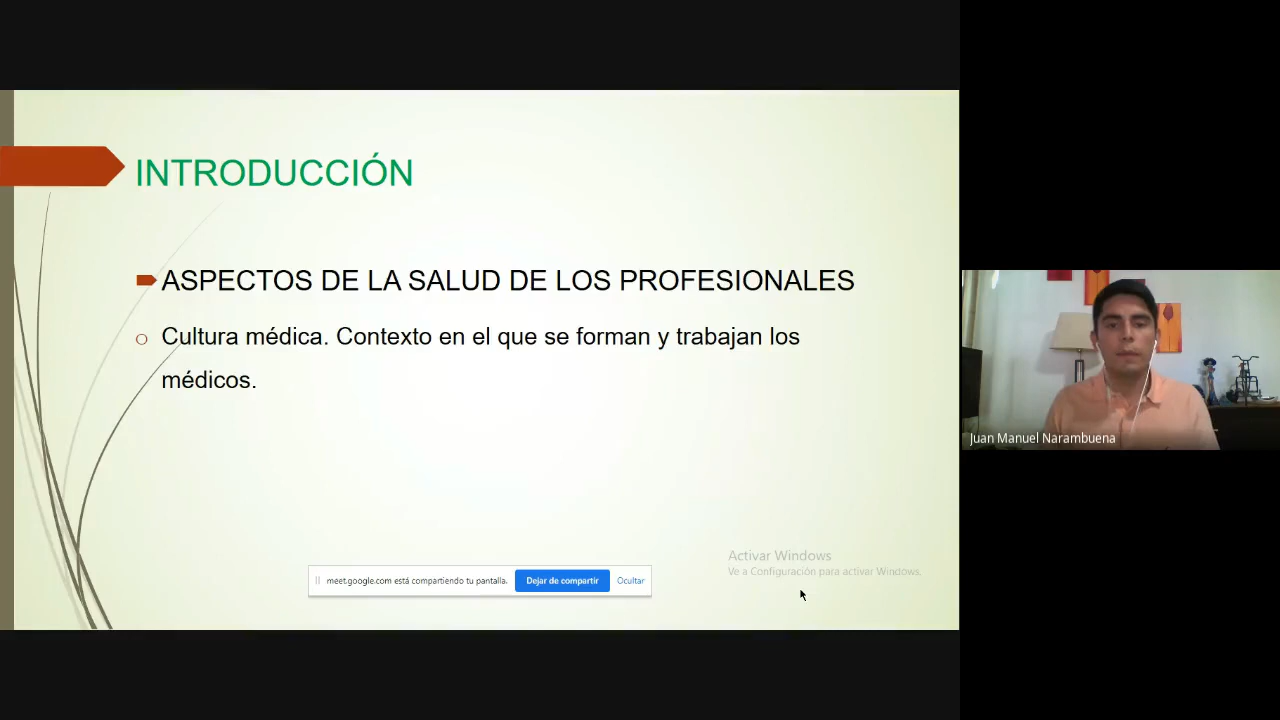 INTRODUCCIÓN
ASPECTOS DE LA SALUD DE LOS PROFESIONALES
Cultura médica. Contexto en el que se forman y trabajan los
médicos.
Juan Manuel Narambuena
Activar Windows
Ve a Configuración para activar Windows.
meet.google.com está compartiendo tu pantalla.
Dejar de compartir
Ocultar